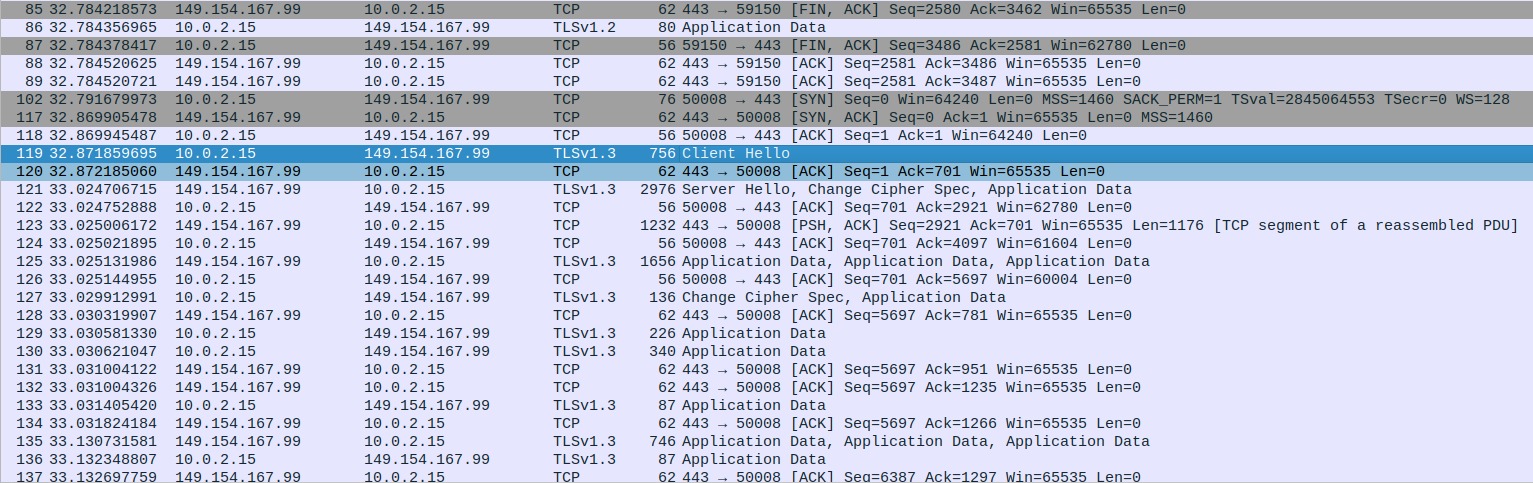 85 32.784218573 149.154.167.99 10.0.2.15 TCP 62 443 → 59150 [FIN, ACK] Seq=2580 Ack=3462 Win=65535 Len=0
86 32.784356965 10.0.2.15 149.154.167.99 TLSv1.2 80 Application Data
87 32.784378417 10.0.2.15 149.154.167.99 TCP 56 59150 → 443 [FIN, ACK] Seq=3486 Ack=2581 Win=62780 Len=0
88 32.784520625 149.154.167.99 10.0.2.15 TCP 62 443 → 59150 [ACK] Seq=2581 Ack=3486 Win=65535 Len=0
89 32.784520721 149.154.167.99 10.0.2.15 TCP 62 443 → 59150 [ACK] Seq=2581 Ack=3487 Win=65535 Len=0
102 32.791679973 10.0.2.15 149.154.167.99 TCP 76 50008 → 443 [SYN] Seq=0 Win=64240 Len=0 MSS=1460 SACK_PERM=1 TSval=2845064553 TSecr=0 WS=128
117 32.869905478 149.154.167.99 10.0.2.15 TCP 62 443 → 50008 [SYN, ACK] Seq=0 Ack=1 Win=65535 Len=0 MSS=1460
118 32.869945487 10.0.2.15 149.154.167.99 TCP 56 50008 → 443 [ACK] Seq=1 Ack=1 Win=64240 Len=0
119 32.871859695 10.0.2.15 149.154.167.99 TLSv1.3 756 Client Hello
120 32.872185060 149.154.167.99 10.0.2.15 TCP 62 443 → 50008 [ACK] Seq=1 Ack=701 Win=65535 Len=0
121 33.024706715 149.154.167.99 10.0.2.15 TLSv1.3 2976 Server Hello, Change Cipher Spec, Application Data
122 33.024752888 10.0.2.15 149.154.167.99 TCP 56 50008 → 443 [ACK] Seq=701 Ack=2921 Win=62780 Len=0
123 33.025006172 149.154.167.99 10.0.2.15 TCP 1232 443 → 50008 [PSH, ACK] Seq=2921 Ack=701 Win=65535 Len=1176 [TCP segment of a reassembled PDU]
124 33.025021895 10.0.2.15 149.154.167.99 TCP 56 50008 → 443 [ACK] Seq=701 Ack=4097 Win=61604 Len=0
125 33.025131986 149.154.167.99 10.0.2.15 TLSv1.3 1656 Application Data, Application Data, Application Data
126 33.025144955 10.0.2.15 149.154.167.99 TCP 56 50008 → 443 [ACK] Seq=701 Ack=5697 Win=60004 Len=0
127 33.029912991 10.0.2.15 149.154.167.99 TLSv1.3 136 Change Cipher Spec, Application Data
128 33.030319907 149.154.167.99 10.0.2.15 TCP 62 443 → 50008 [ACK] Seq=5697 Ack=781 Win=65535 Len=0
129 33.030581330 10.0.2.15 149.154.167.99 TLSv1.3 226 Application Data
130 33.030621047 10.0.2.15 149.154.167.99 TLSv1.3 340 Application Data
131 33.031004122 149.154.167.99 10.0.2.15 TCP 62 443 → 50008 [ACK] Seq=5697 Ack=951 Win=65535 Len=0
132 33.031004326 149.154.167.99 10.0.2.15 TCP 62 443 → 50008 [ACK] Seq=5697 Ack=1235 Win=65535 Len=0
133 33.031405420 10.0.2.15 149.154.167.99 TLSv1.3 87 Application Data
134 33.031824184 149.154.167.99 10.0.2.15 TCP 62 443 → 50008 [ACK] Seq=5697 Ack=1266 Win=65535 Len=0
135 33.130731581 149.154.167.99 10.0.2.15 TLSv1.3 746 Application Data, Application Data, Application Data
136 33.132348807 10.0.2.15 149.154.167.99 TLSv1.3 87 Application Data
137 33.132697759 149.154.167.99 10.0.2.15 TCP 62 443 → 50008 [ACK] Seq=6387 Ack=1297 Win=65535 Len=0